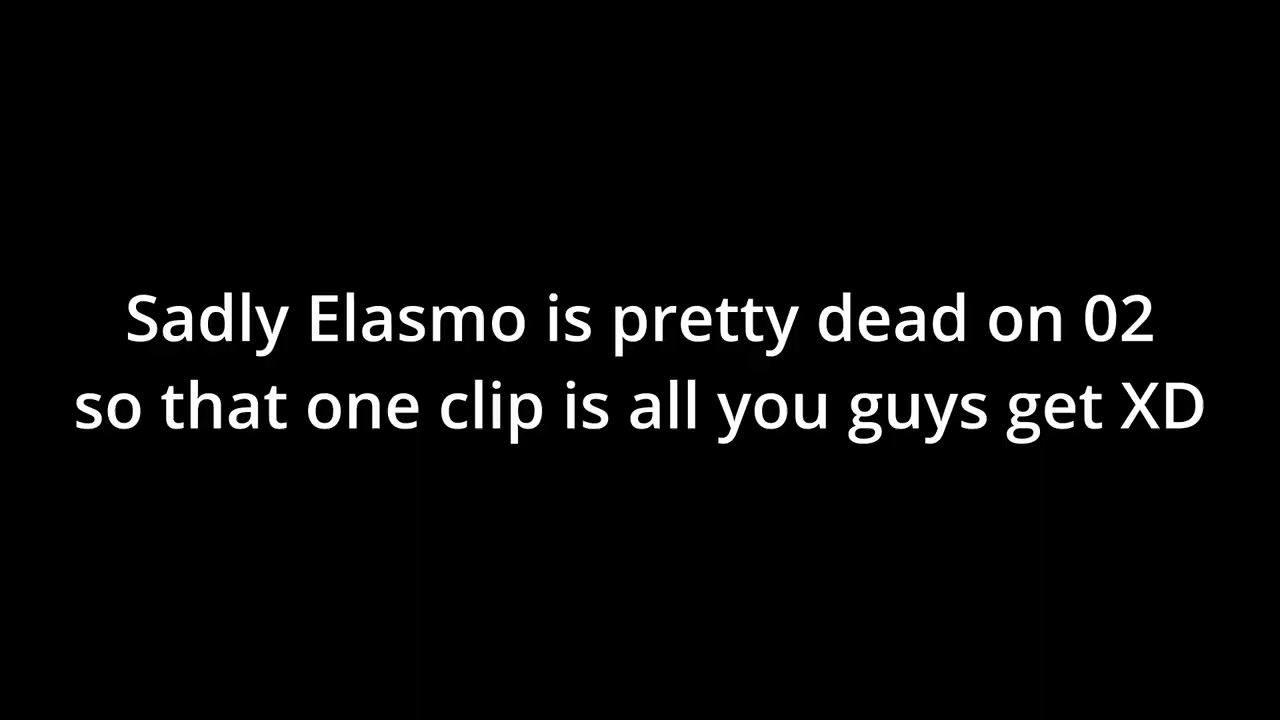 Sadly Elasmo is pretty dead on 02
so that one clip is all you guys get XD